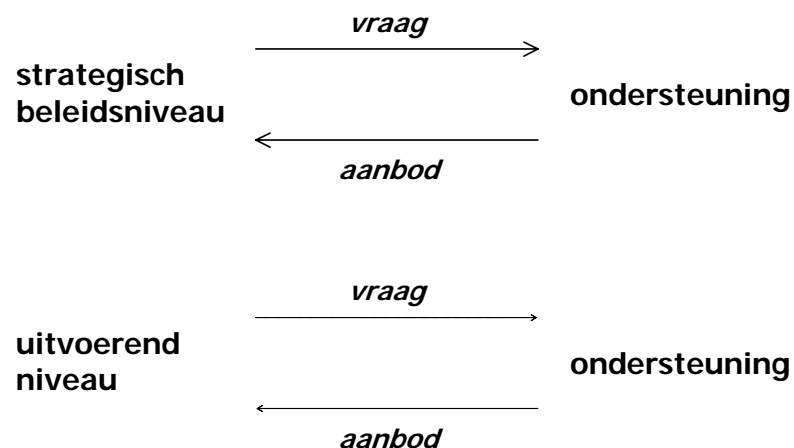 vraag
strategisch
beleidsniveau
ondersteuning
aanbod
vraag
uitvoerend
niveau
ondersteuning
aanbod